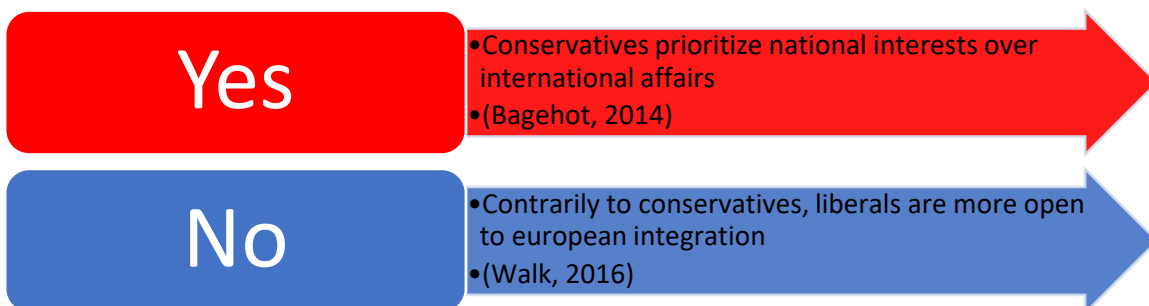 Yes
•Conservatives prioritize national interests over
international affairs
•(Bagehot, 2014)
No
•Contrarily to conservatives, liberals are more open
to european integration
•(Walk, 2016)